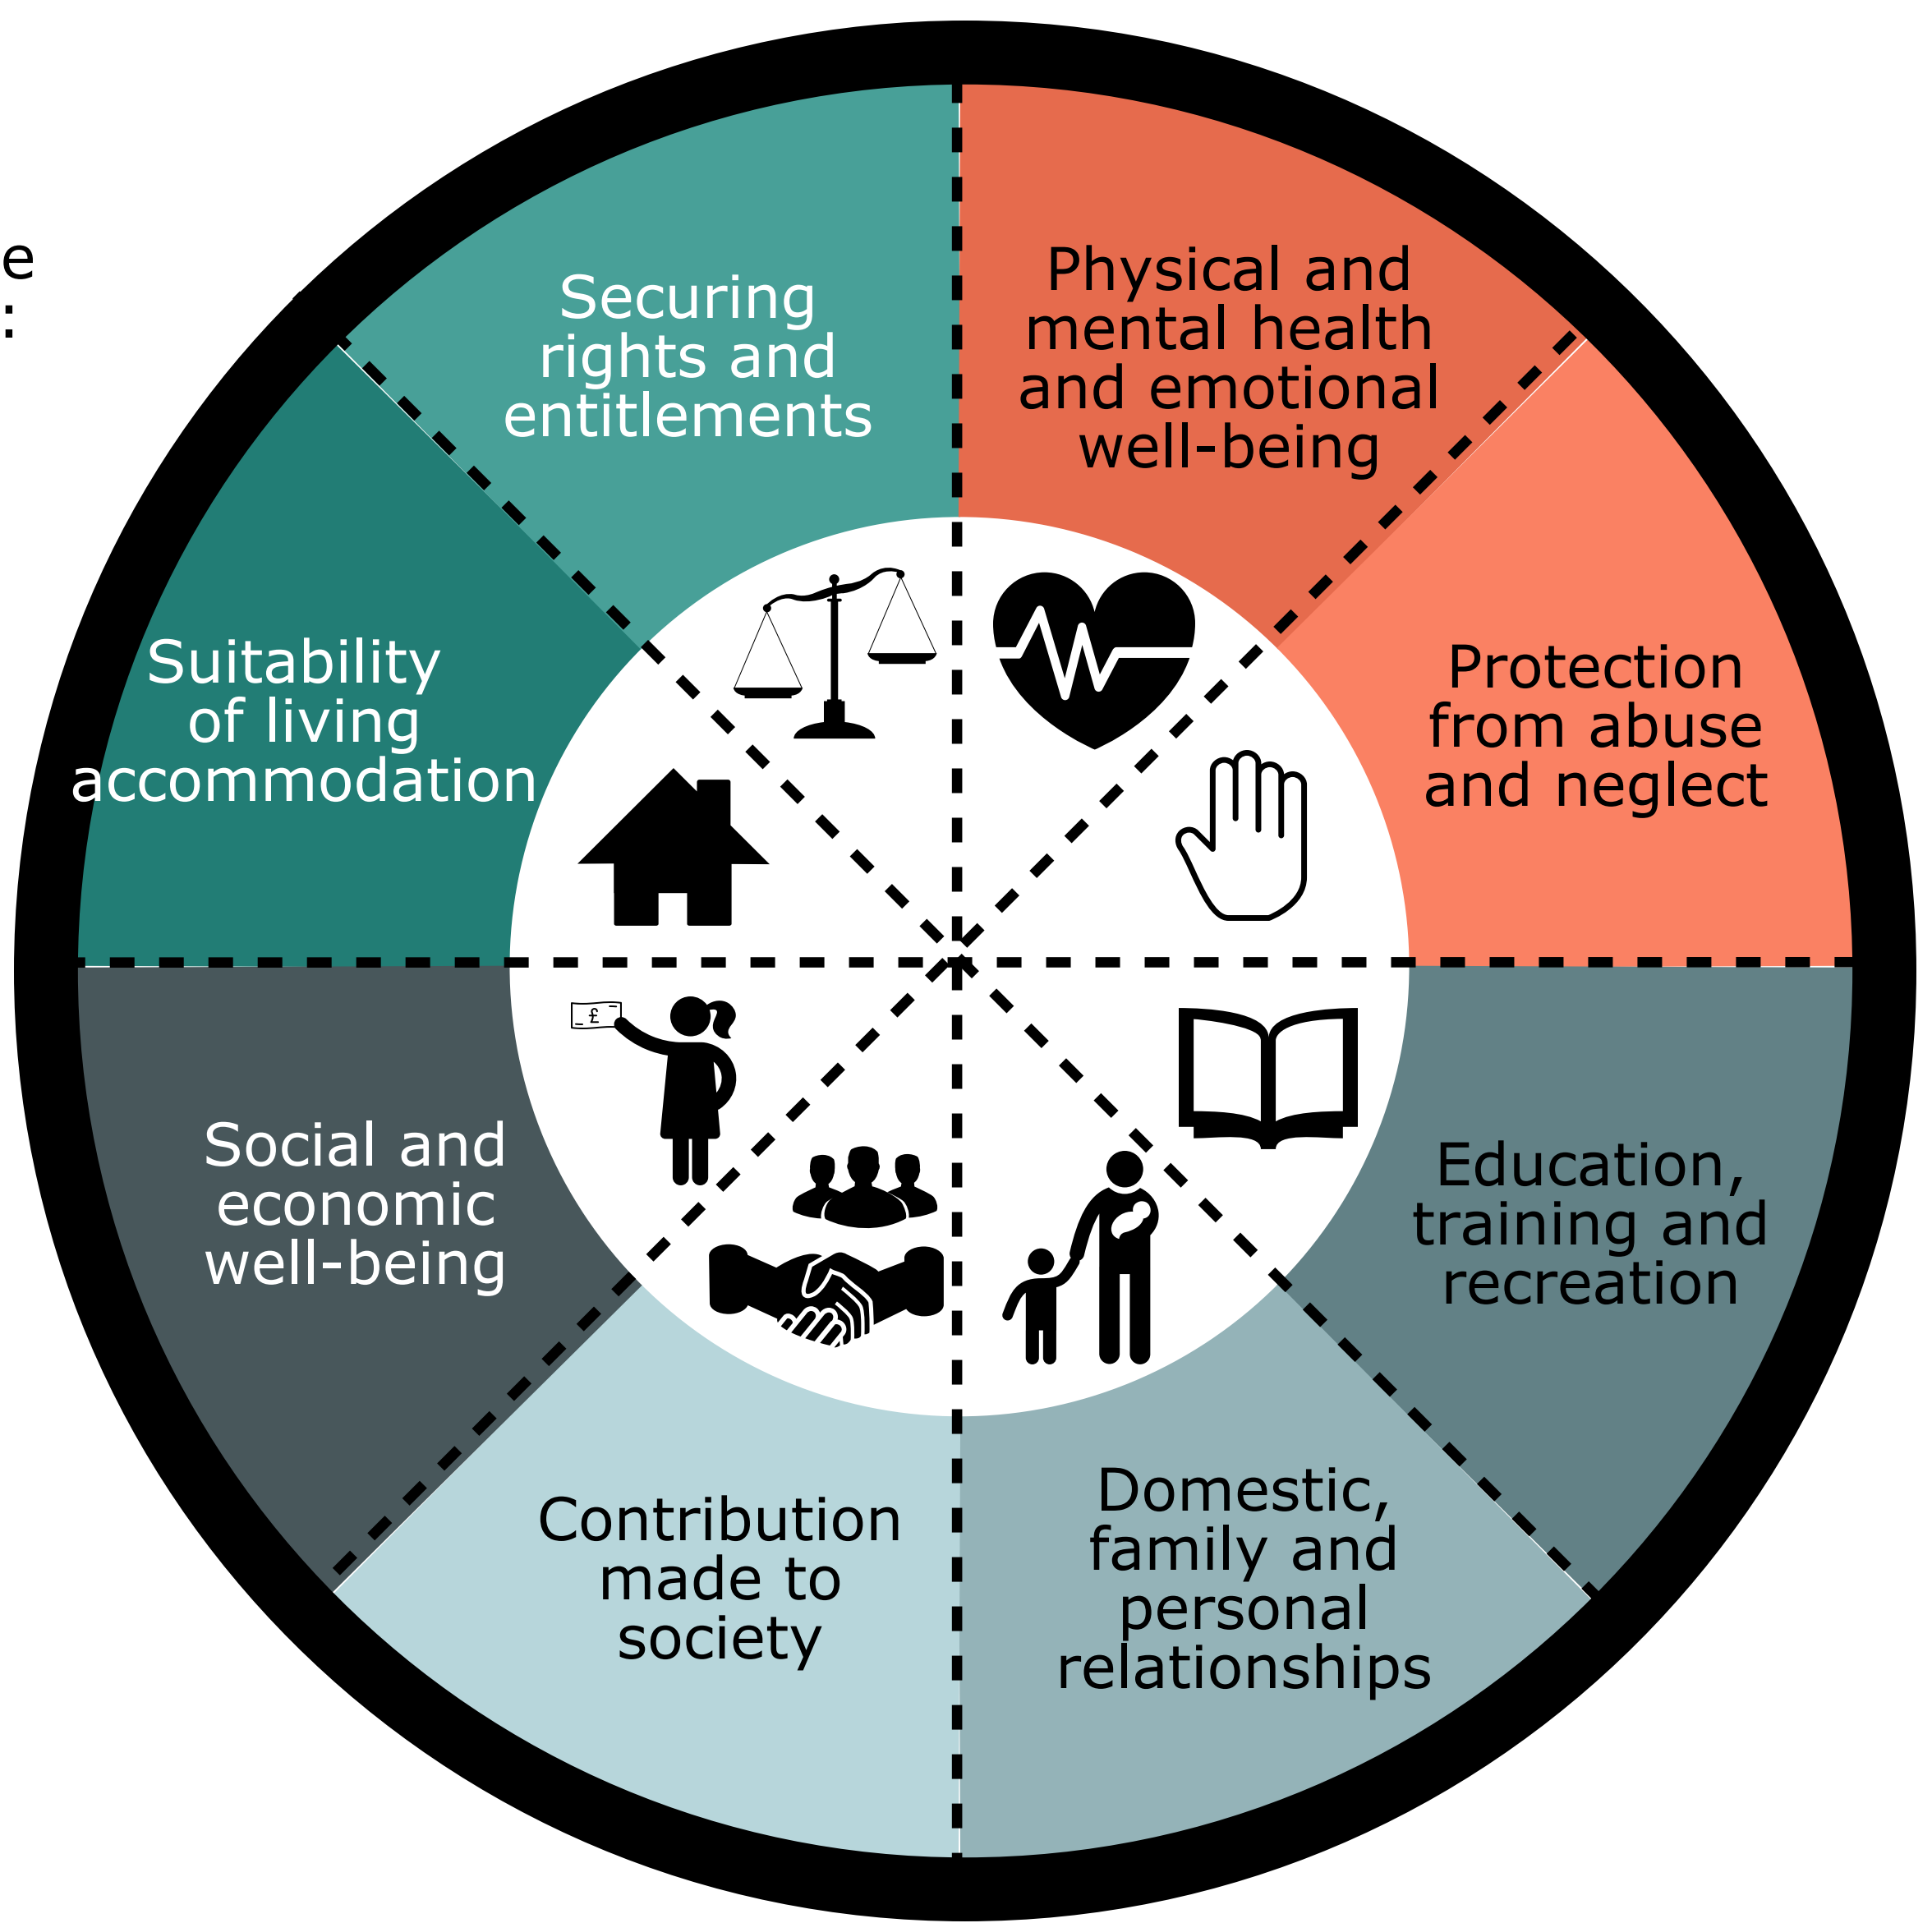 e
:
Securing
rights and
entitlements
Physical and
mental health
and emotional
well-being
Protection
from abuse
and neglect
Education,
training and
recreation
Domestic,
family and
personal
relationships
Contribution
made to
society
Social and
economic
well-being
£
Suitability
of living
accommodation